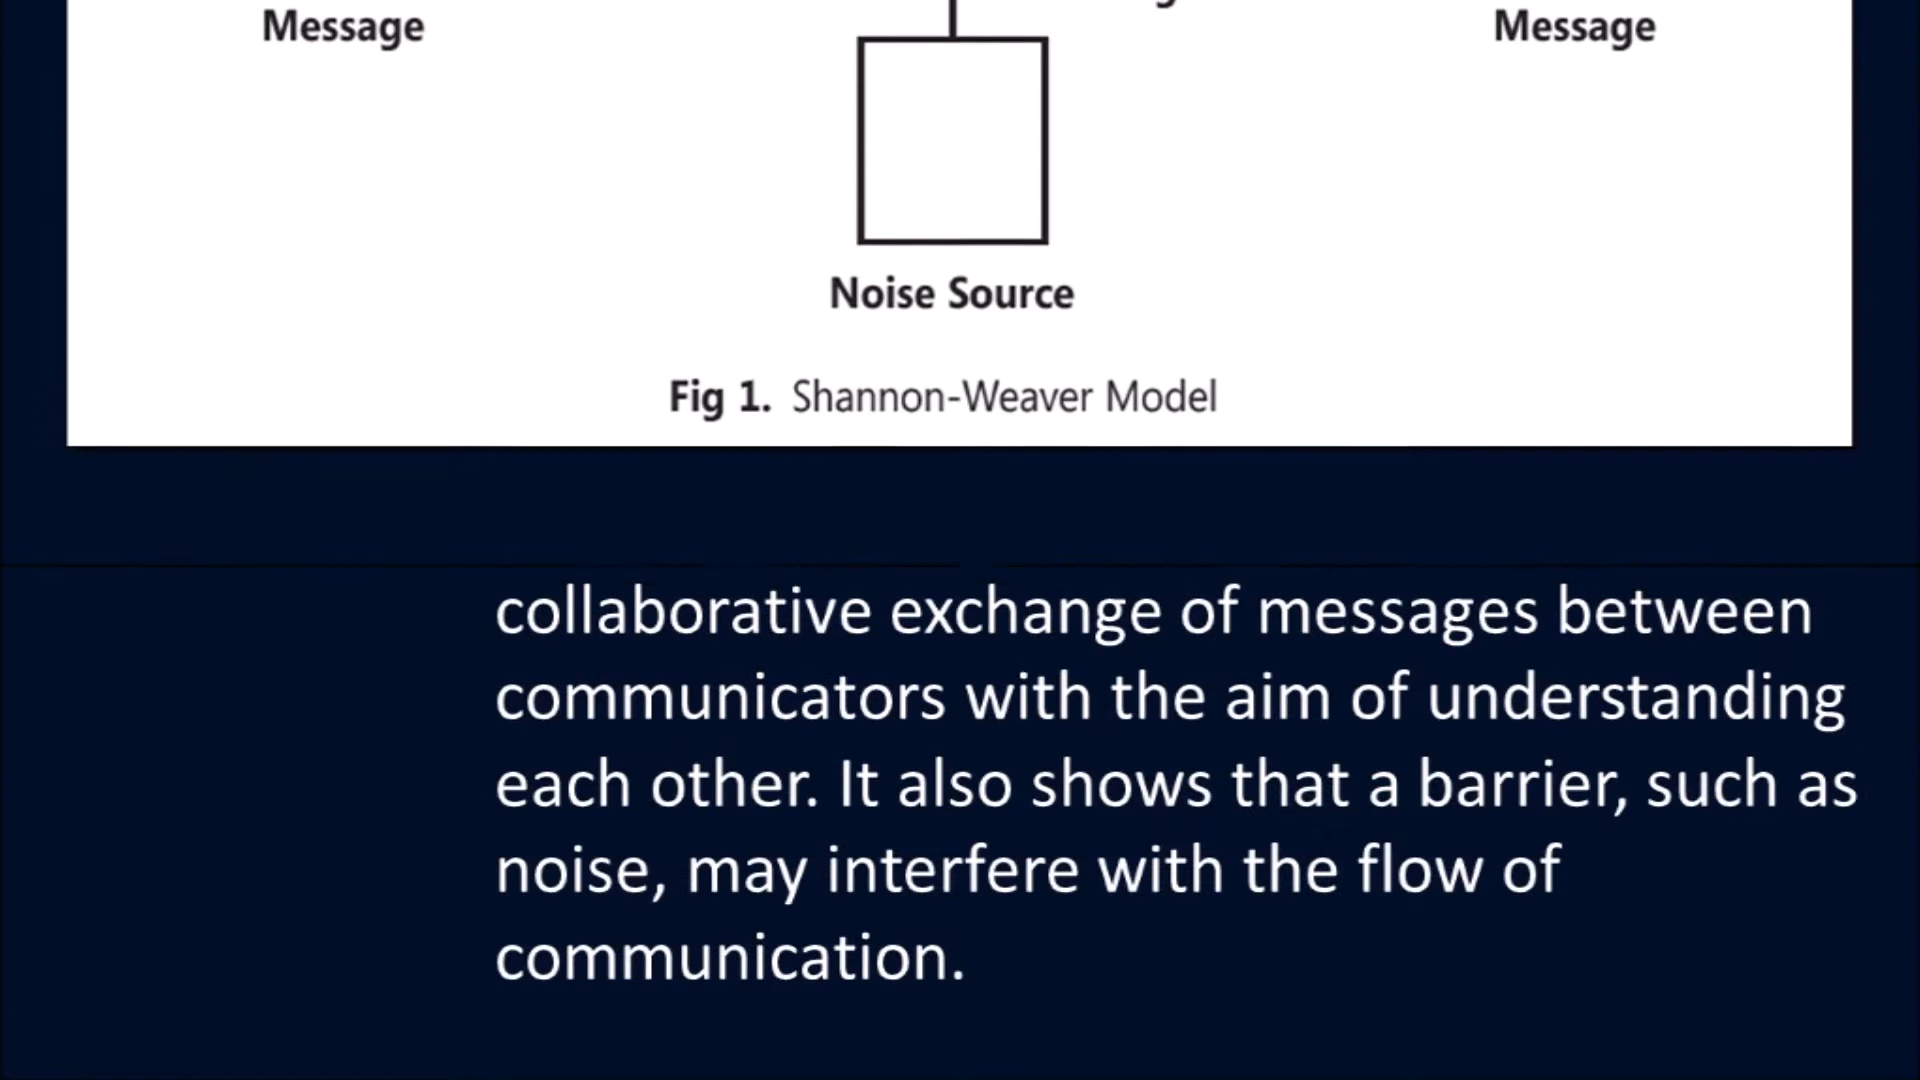 Message
Message
Noise Source
Fig 1. Shannon-Weaver Model
collaborative exchange of messages between
communicators with the aim of understanding
each other. It also shows that a barrier, such as
noise, may interfere with the flow of
communication.